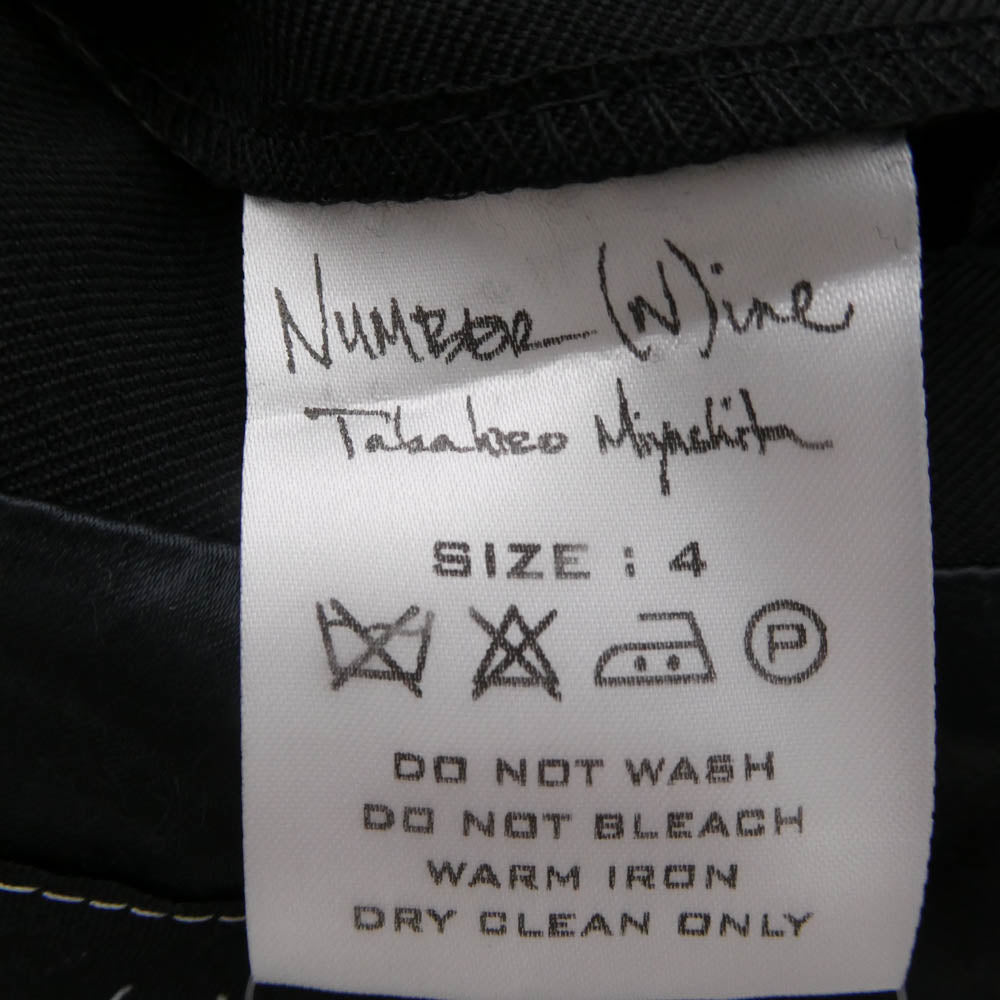 NUMBER (N)ine
Takahiro Miyashita
SIZE : 4
P
DO NOT WASH
DO NOT BLEACH
WARM IRON
DRY CLEAN ONLY